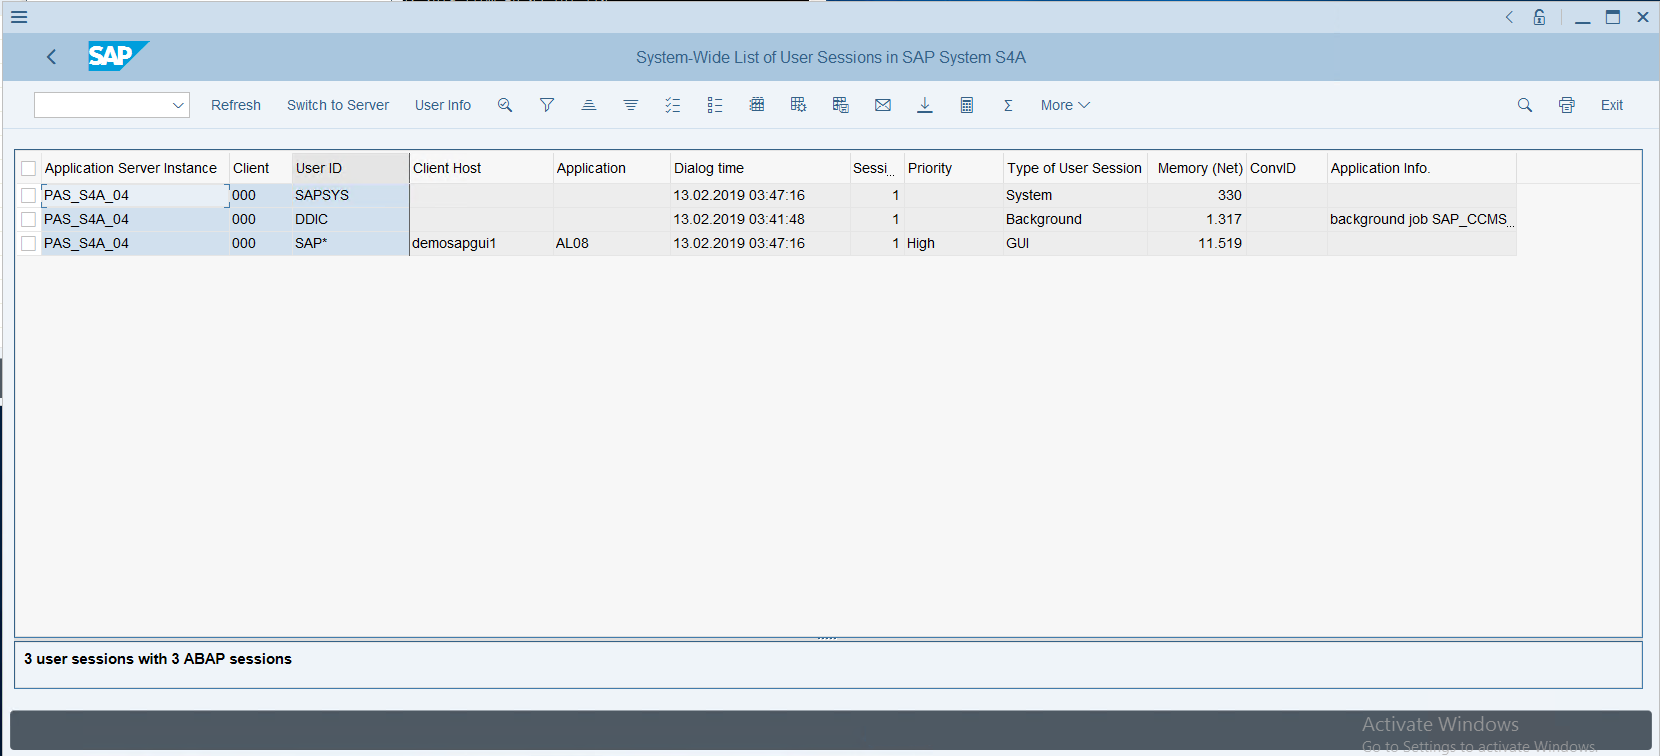 SAP
System-Wide List of User Sessions in SAP System S4A
Refresh Switch to Server User Info Σ More Exit
Application Server Instance Client User ID Client Host Application Dialog time Sessi... Priority Type of User Session Memory (Net) ConvID Application Info.
PAS_S4A_04 000 SAPSYS 13.02.2019 03:47:16 1 System 330
PAS_S4A_04 000 DDIC 13.02.2019 03:41:48 1 Background 1.317 background job SAP_CCMS_...
PAS_S4A_04 000 SAP* demosapgui1 AL08 13.02.2019 03:47:16 1 High GUI 11.519
3 user sessions with 3 ABAP sessions
Activate Windows
Go to Settings to activate Windows.